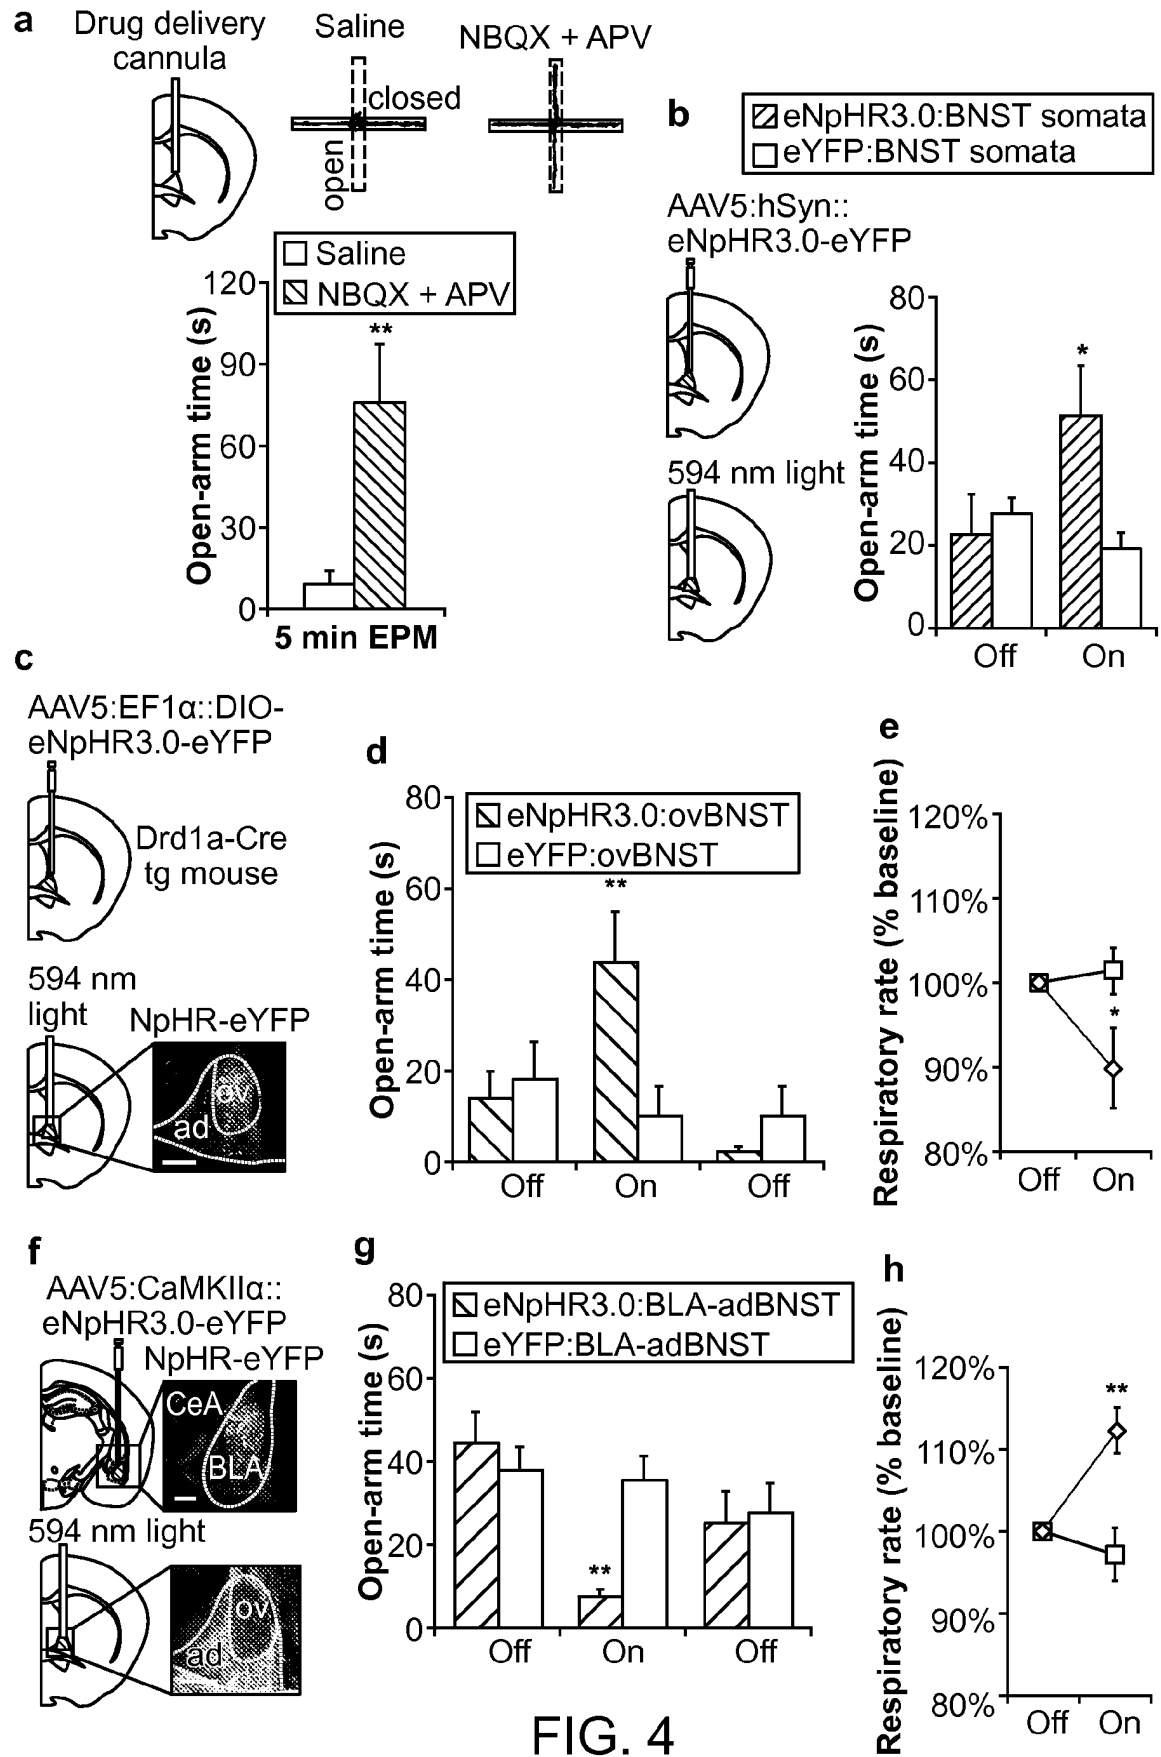 a
Drug delivery
cannula
Saline
NBQX + APV
closed
open
Saline
NBQX + APV
Open-arm time (s)
120
90
60
30
0
**
5 min EPM
b
eNpHR3.0:BNST somata
eYFP:BNST somata
AAV5:hSyn::
eNpHR3.0-eYFP
594 nm light
Open-arm time (s)
80
60
40
20
0
*
Off On
c
AAV5:EF1α::DIO-
eNpHR3.0-eYFP
Drd1a-Cre
tg mouse
594 nm
light
NpHR-eYFP
ov
ad
d
eNpHR3.0:ovBNST
eYFP:ovBNST
Open-arm time (s)
80
60
40
20
0
**
Off On Off
e
Respiratory rate (% baseline)
120%
110%
100%
90%
80%
*
Off On
f
AAV5:CaMKIIα::
eNpHR3.0-eYFP
NpHR-eYFP
CeA
BLA
594 nm light
ov
ad
g
eNpHR3.0:BLA-adBNST
eYFP:BLA-adBNST
Open-arm time (s)
80
60
40
20
0
**
Off On Off
h
Respiratory rate (% baseline)
120%
110%
100%
90%
80%
**
Off On
FIG. 4